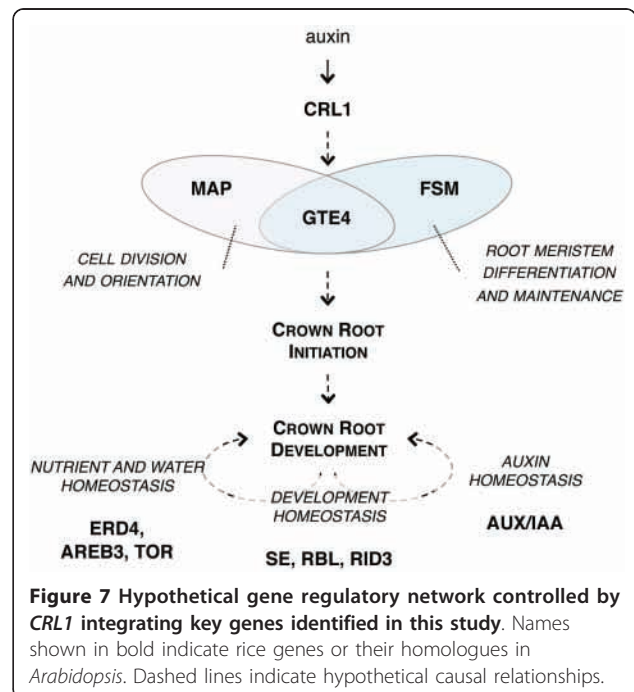 auxin
CRL1
MAP
FSM
GTE4
CELL DIVISION
AND ORIENTATION
ROOT MERISTEM
DIFFERENTIATION
AND MAINTENANCE
CROWN ROOT
INITIATION
CROWN ROOT
DEVELOPMENT
NUTRIENT AND WATER
HOMEOSTASIS
DEVELOPMENT
HOMEOSTASIS
AUXIN
HOMEOSTASIS
ERD4,
AREB3, TOR
SE, RBL, RID3
AUX/IAA
Figure 7 Hypothetical gene regulatory network controlled by
CRL1 integrating key genes identified in this study. Names
shown in bold indicate rice genes or their homologues in
Arabidopsis. Dashed lines indicate hypothetical causal relationships.